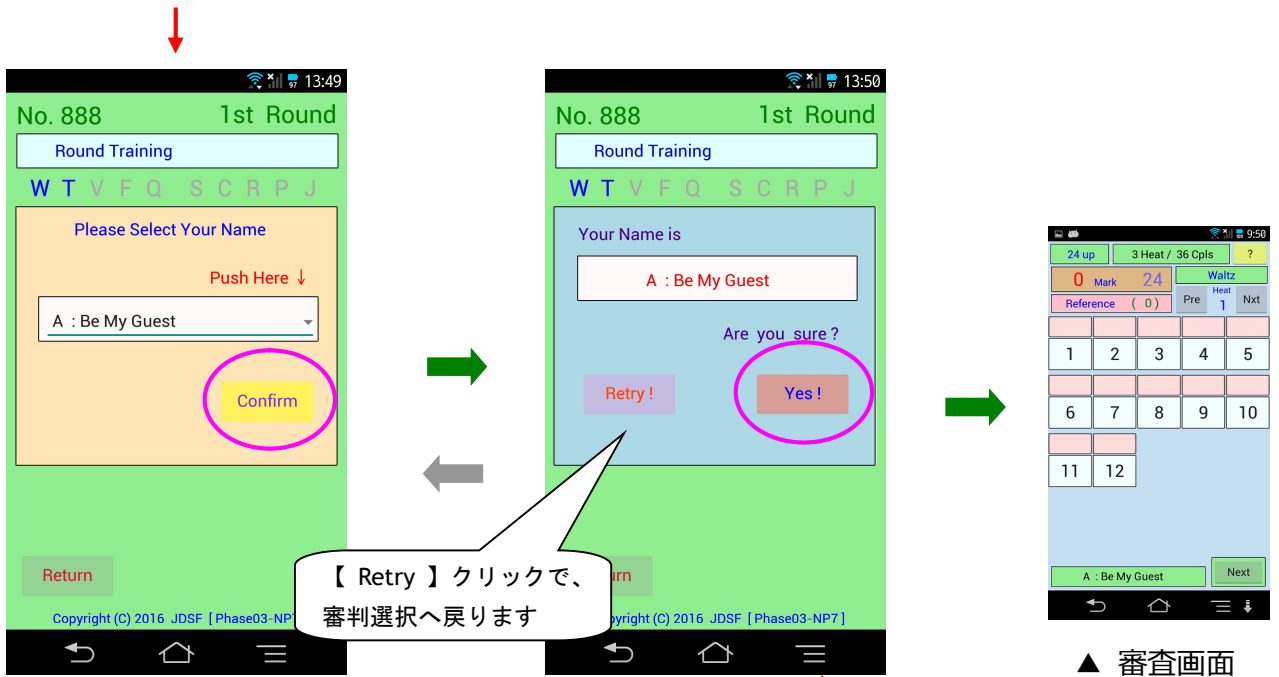 97 13:49
No. 888 1st Round
Round Training
W T V F Q S C R P J
Please Select Your Name
Push Here ↓
A : Be My Guest
Confirm
Return
Copyright (C) 2016 JDSF [ Phase03-NP
97 13:50
No. 888 1st Round
Round Training
W T V F Q S C R P J
Your Name is
A : Be My Guest
Are you sure ?
Retry ! Yes !
【 Retry 】クリックで、
審判選択へ戻ります
urn
pyright (C) 2016 JDSF [ Phase03-NP7 ]
9:50
24 up 3 Heat / 36 Cpls ?
0 Mark 24 Waltz
Reference ( 0 ) Pre Heat 1 Nxt
1 2 3 4 5
6 7 8 9 10
11 12
A : Be My Guest Next
▲ 審査画面